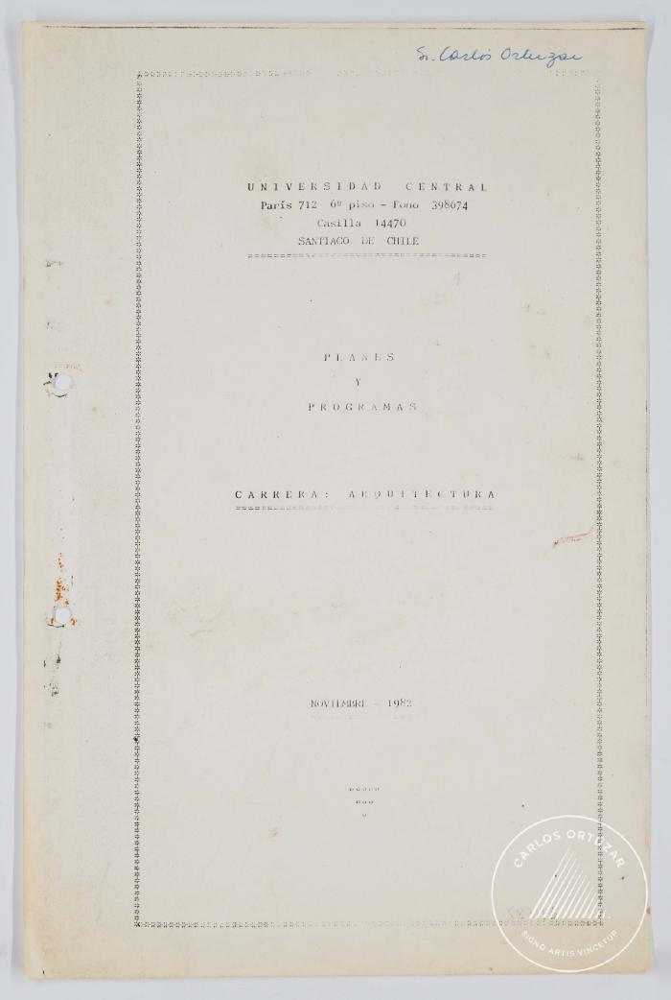 Sr. Carlos Ortuzar
UNIVERSIDAD CENTRAL
París 712 6º piso - Fono 398674
Casilla 14470
SANTIAGO DE CHILE
PLANES
Y
PROGRAMAS
CARRERA: ARQUITECTURA
NOVIEMBRE - 1982
CARLOS ORTUZAR
SIGNO ARTIS VINCETUR